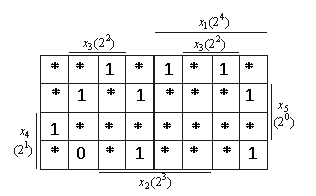 x₁(2⁴)
x₃(2²) x₃(2²)
* * 1 * 1 * 1 *
* 1 * 1 * * * 1
1 * * * * * * *
* 0 * 1 * * * 1
x₄
(2¹)
x₅
(2⁰)
x₂(2³)